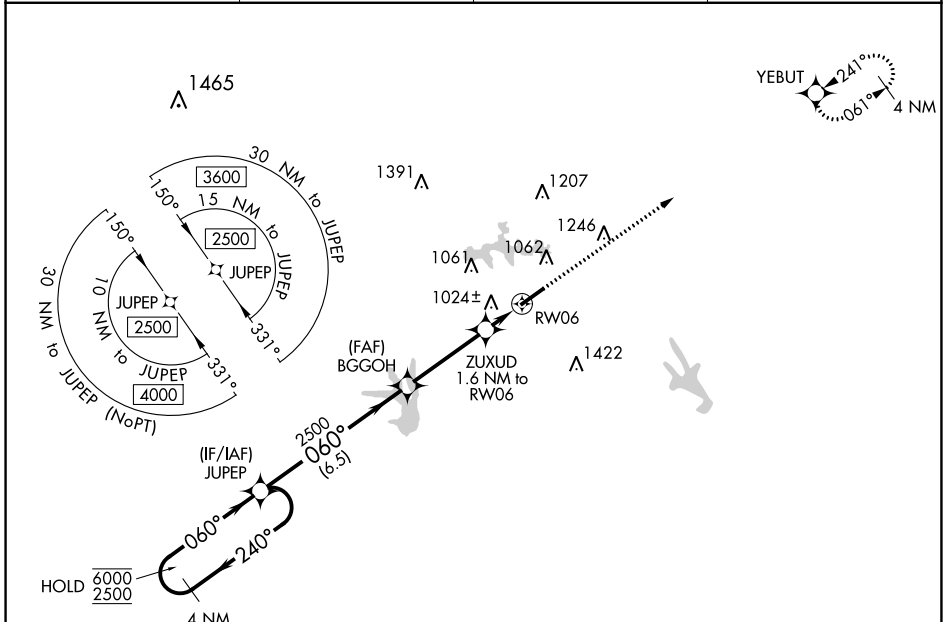 1465
YEBUT
241°
061°
4 NM
30 NM to JUPEP
3600
150°
15 NM to JUPEP
2500
JUPEP
331°
1391
1207
1246
1061
1062
1024±
RW06
150°
JUPEP
2500
10 NM to JUPEP
4000
331°
30 NM to JUPEP (NoPT)
(FAF)
BGGOH
ZUXUD
1.6 NM to
RW06
1422
2500
060°
(6.5)
(IF/IAF)
JUPEP
060°
240°
HOLD 6000
2500
4 NM